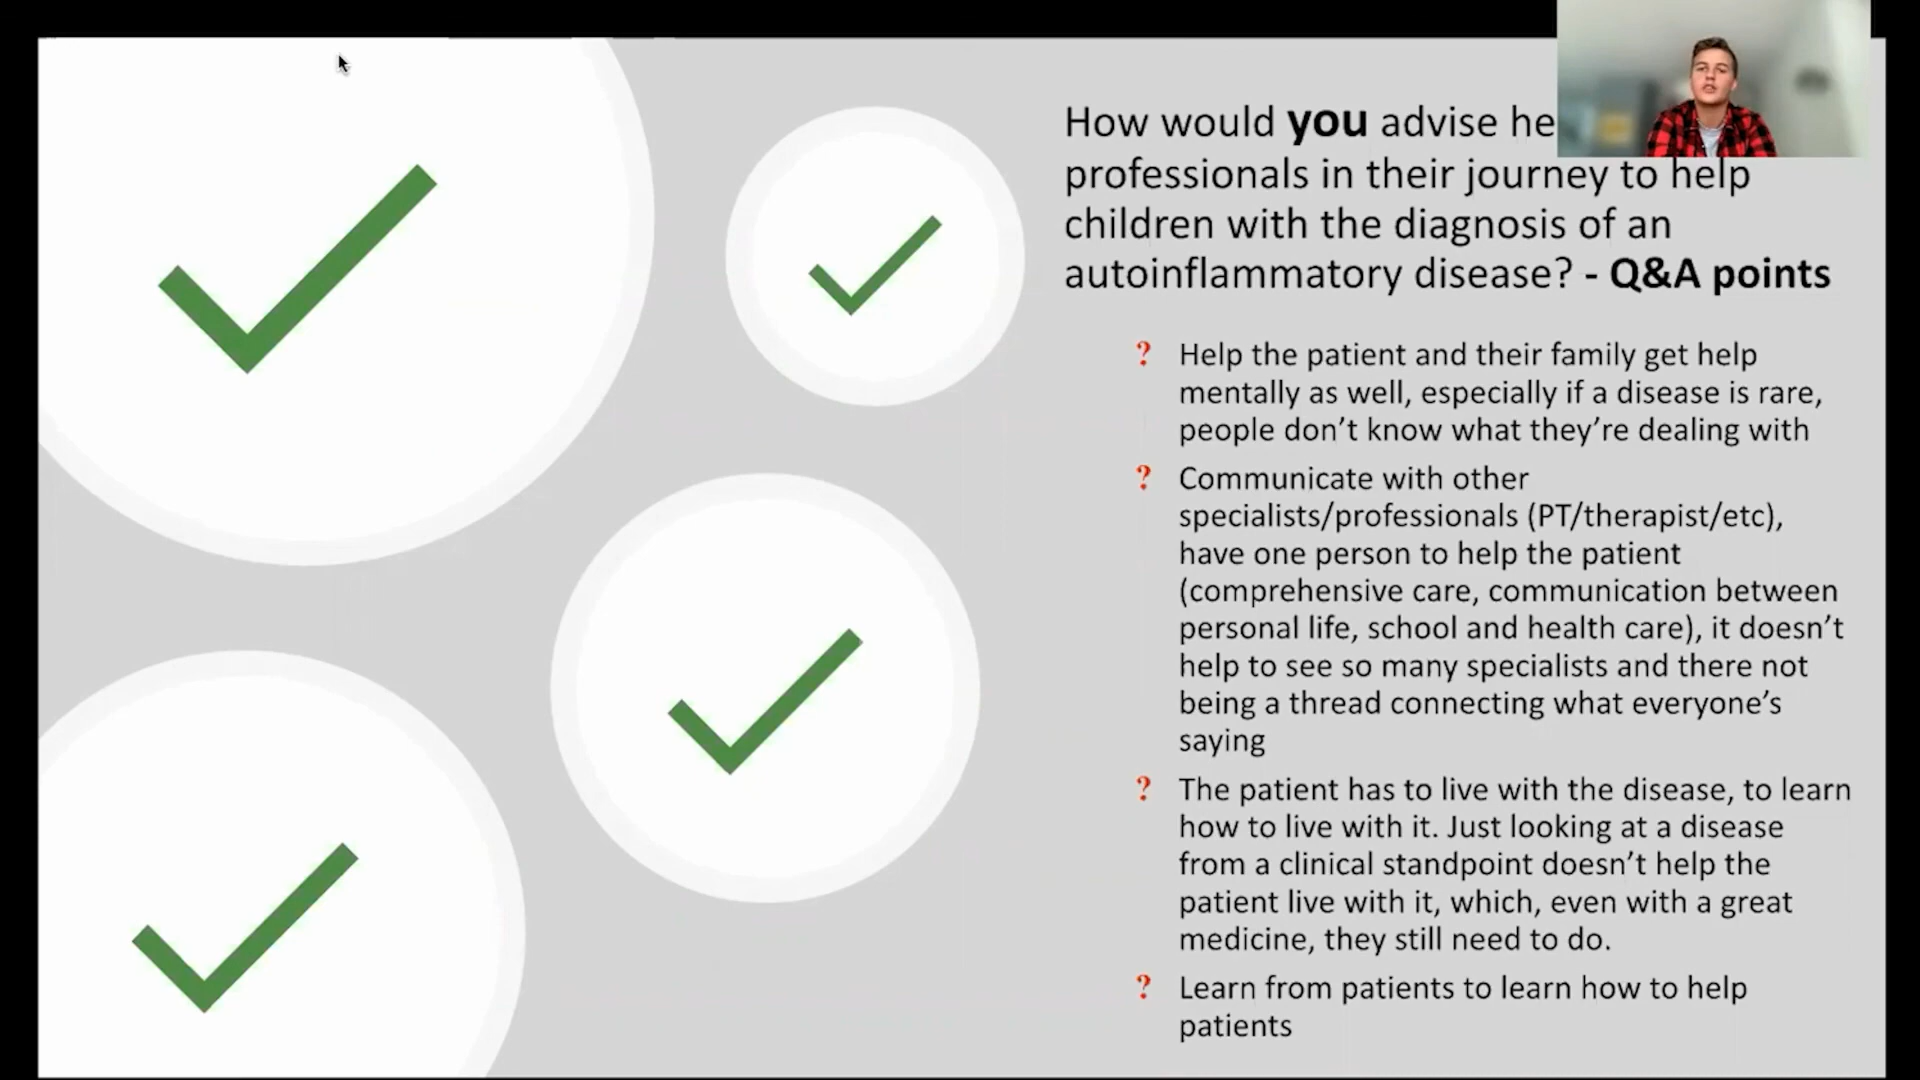 How would you advise he
professionals in their journey to help
children with the diagnosis of an
autoinflammatory disease? - Q&A points
? Help the patient and their family get help
mentally as well, especially if a disease is rare,
people don’t know what they’re dealing with
? Communicate with other
specialists/professionals (PT/therapist/etc),
have one person to help the patient
(comprehensive care, communication between
personal life, school and health care), it doesn’t
help to see so many specialists and there not
being a thread connecting what everyone’s
saying
? The patient has to live with the disease, to learn
how to live with it. Just looking at a disease
from a clinical standpoint doesn’t help the
patient live with it, which, even with a great
medicine, they still need to do.
? Learn from patients to learn how to help
patients